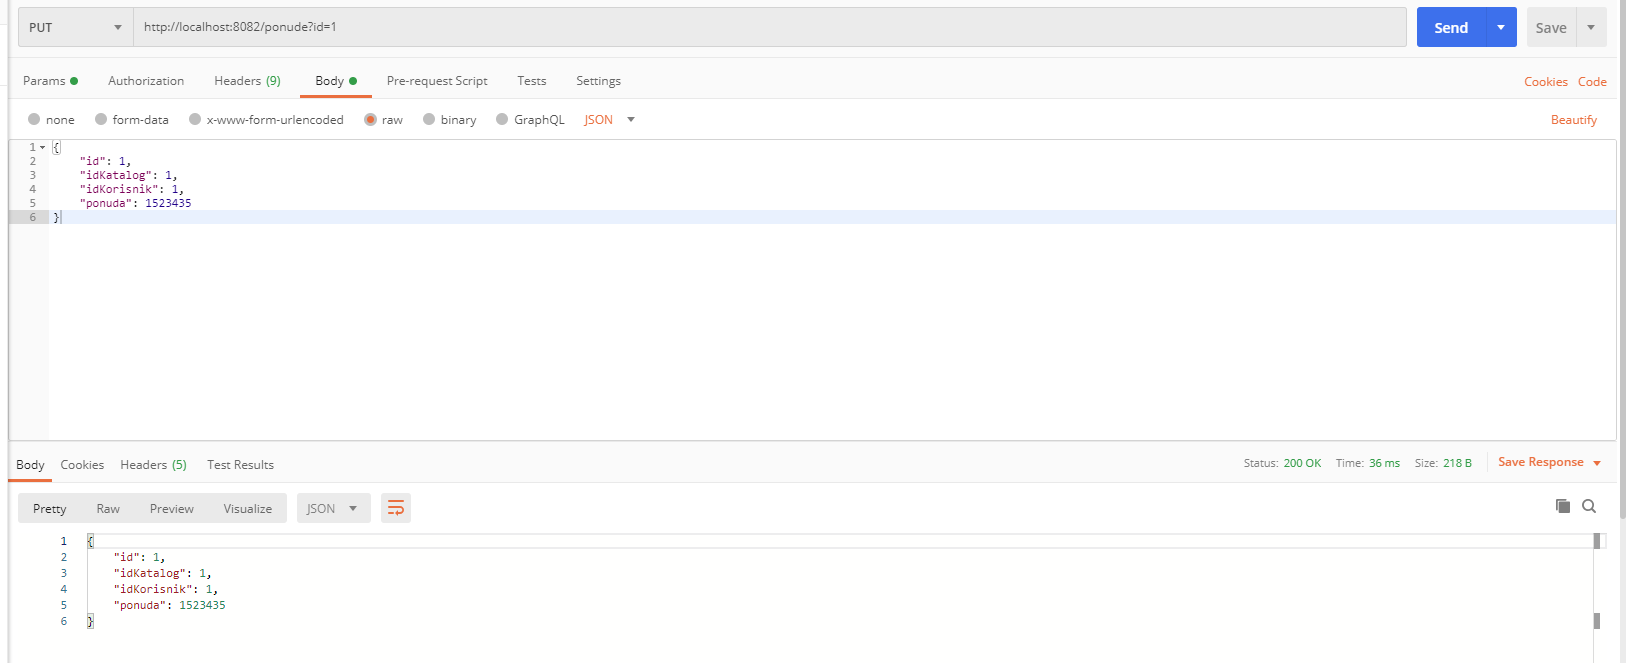 PUT http://localhost:8082/ponude?id=1 Send Save
Params Authorization Headers (9) Body Pre-request Script Tests Settings Cookies Code
none form-data x-www-form-urlencoded raw binary GraphQL JSON Beautify
1 {
2 "id": 1,
3 "idKatalog": 1,
4 "idKorisnik": 1,
5 "ponuda": 1523435
6 }
Body Cookies Headers (5) Test Results Status: 200 OK Time: 36 ms Size: 218 B Save Response
Pretty Raw Preview Visualize JSON
1 {
2 "id": 1,
3 "idKatalog": 1,
4 "idKorisnik": 1,
5 "ponuda": 1523435
6 }